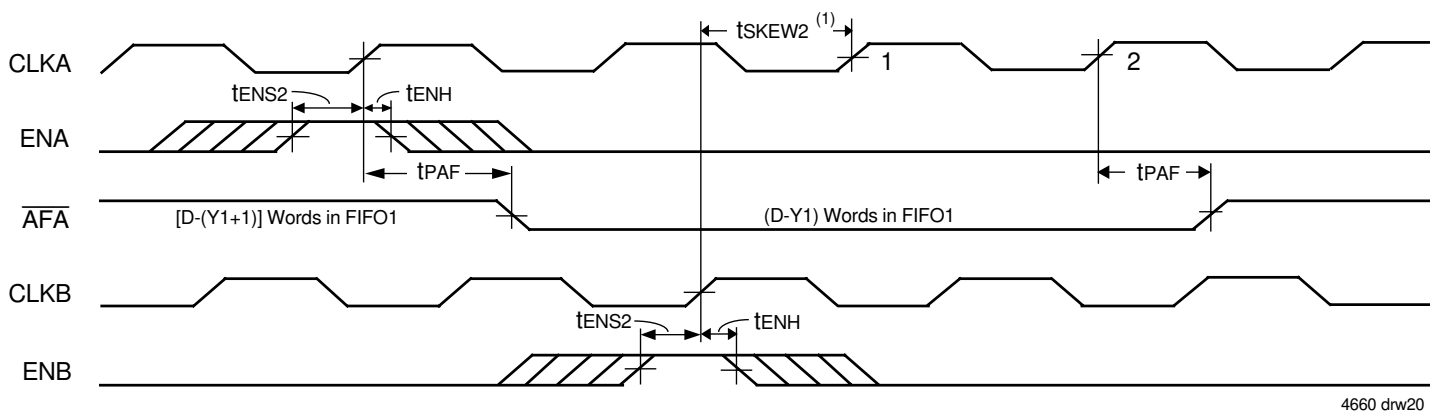 tSKEW2 (1)
CLKA
1
2
tENS2
tENH
ENA
tPAF
tPAF
AFA
[D-(Y1+1)] Words in FIFO1
(D-Y1) Words in FIFO1
CLKB
tENS2
tENH
ENB
4660 drw20